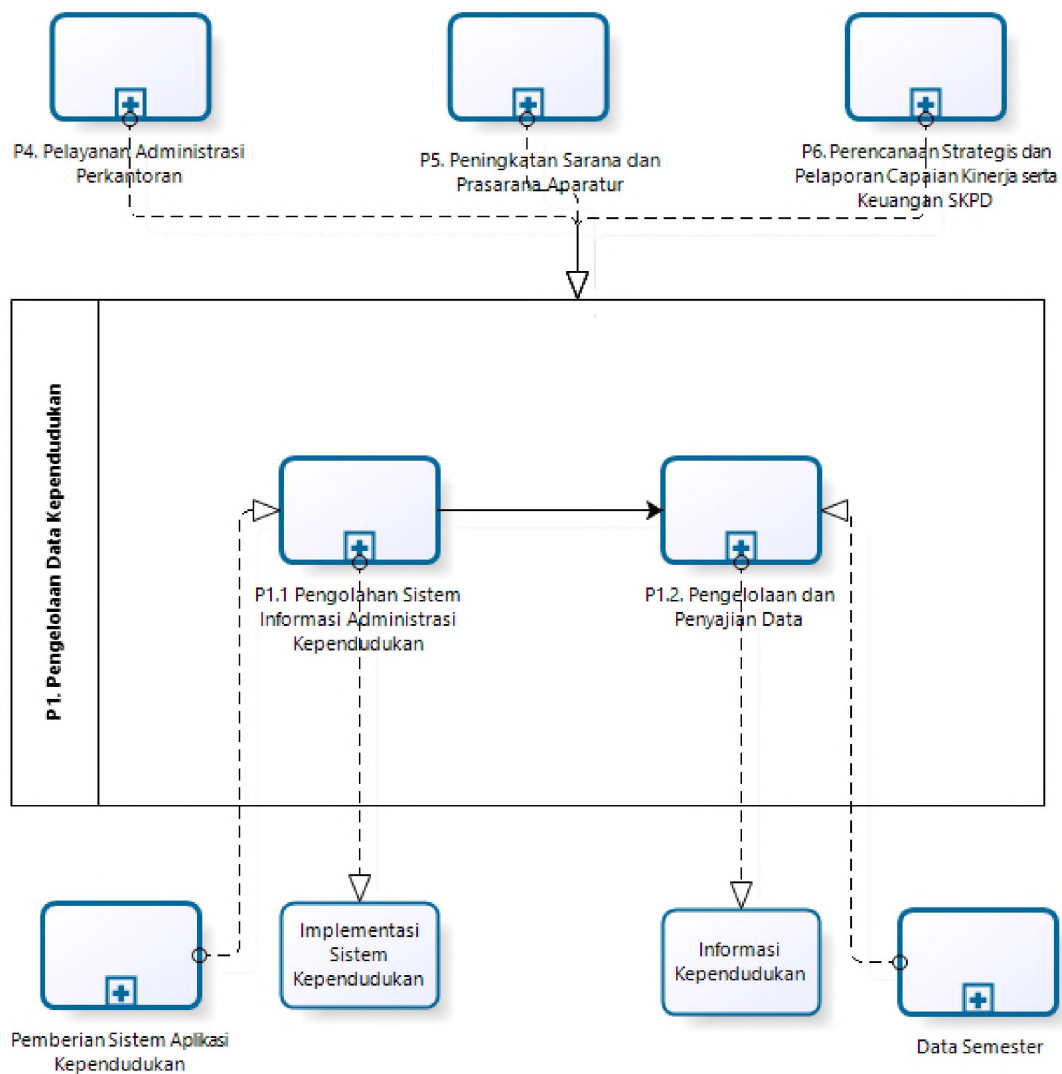 P4. Pelayanan Administrasi
Perkantoran
P5. Peningkatan Sarana dan
Prasarana Aparatur
P6. Perencanaan Strategis dan
Pelaporan Capaian Kinerja serta
Keuangan SKPD
P1. Pengelolaan Data Kependudukan
P1.1 Pengolahan Sistem
Informasi Administrasi
Kependudukan
P1.2. Pengelolaan dan
Penyajian Data
Implementasi
Sistem
Kependudukan
Informasi
Kependudukan
Pemberian Sistem Aplikasi
Kependudukan
Data Semester